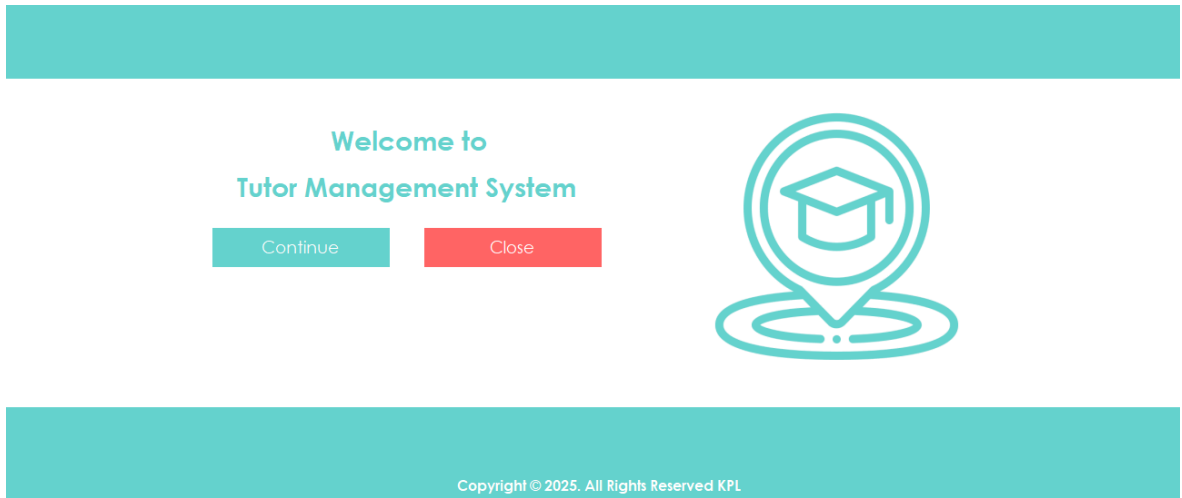 Welcome to
Tutor Management System
Continue
Close
Copyright © 2025. All Rights Reserved KPL